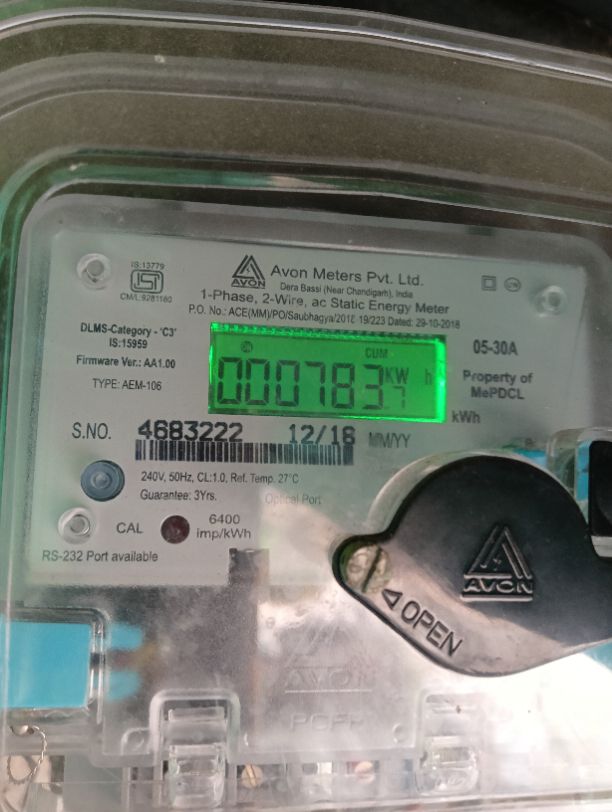 IS:13779
ISI
CM/L:9281160
AVON
Avon Meters Pvt. Ltd.
Dera Bassi (Near Chandigarh), India
1-Phase, 2-Wire, ac Static Energy Meter
P.O. No.: ACE(MM)/PO/Saubhagya/2018-19/223 Dated: 29-10-2018
DLMS-Category - 'C3'
IS:15959
Firmware Ver.: AA1.00
TYPE: AEM-106
CUM
000783.7 KW h
05-30A
Property of
MePDCL
kWh
S.NO. 4683222 12/18 MM/YY
240V, 50Hz, CL:1.0, Ref. Temp. 27°C
Guarantee: 3Yrs.
Optical Port
CAL
6400
imp/kWh
RS-232 Port available
AVON
OPEN
AVON